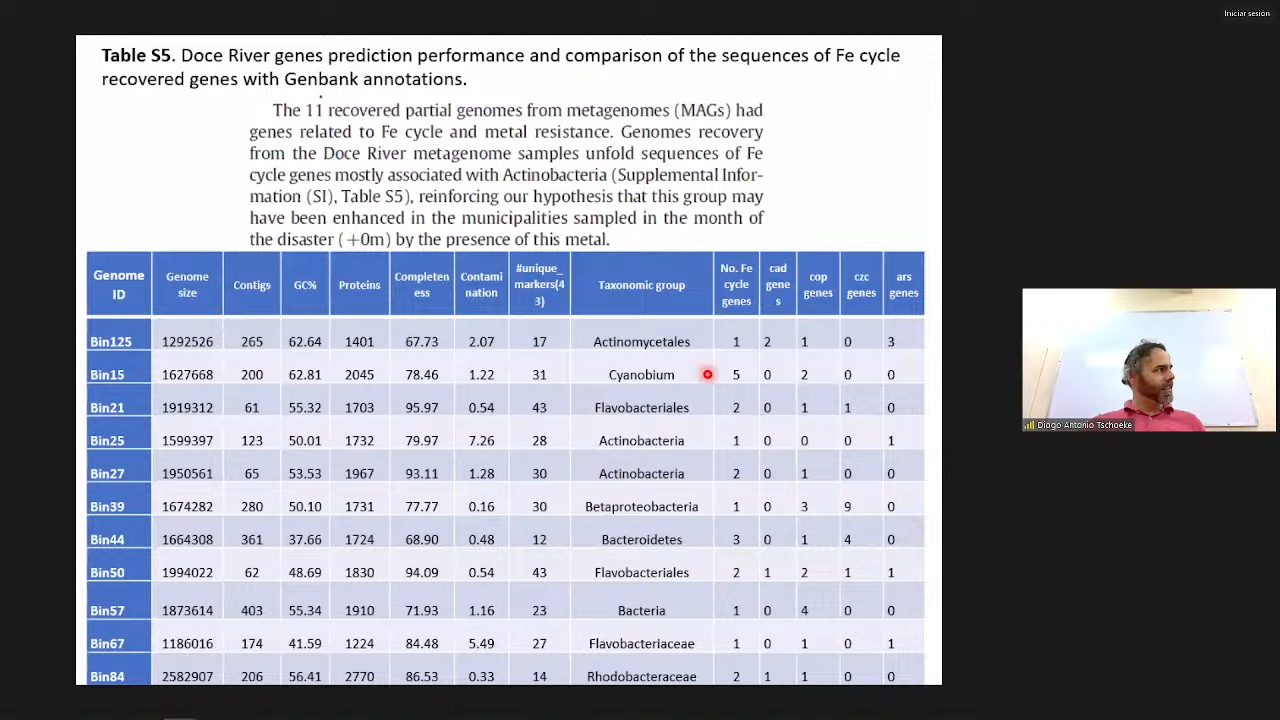 Iniciar sesión
Table S5. Doce River genes prediction performance and comparison of the sequences of Fe cycle
recovered genes with Genbank annotations.
The 11 recovered partial genomes from metagenomes (MAGs) had
genes related to Fe cycle and metal resistance. Genomes recovery
from the Doce River metagenome samples unfold sequences of Fe
cycle genes mostly associated with Actinobacteria (Supplemental Infor-
mation (SI), Table S5), reinforcing our hypothesis that this group may
have been enhanced in the municipalities sampled in the month of
the disaster (+0m) by the presence of this metal.
Genome ID Genome size Contigs GC% Proteins Completen ess Contami nation #unique_ markers(4 3) Taxonomic group No. Fe cycle genes cad gene s cop genes czc genes ars genes
Bin125 1292526 265 62.64 1401 67.73 2.07 17 Actinomycetales 1 2 1 0 3
Bin15 1627668 200 62.81 2045 78.46 1.22 31 Cyanobium 5 0 2 0 0
Bin21 1919312 61 55.32 1703 95.97 0.54 43 Flavobacteriales 2 0 1 1 0
Bin25 1599397 123 50.01 1732 79.97 7.26 28 Actinobacteria 1 0 0 0 1
Bin27 1950561 65 53.53 1967 93.11 1.28 30 Actinobacteria 2 0 1 0 0
Bin39 1674282 280 50.10 1731 77.77 0.16 30 Betaproteobacteria 1 0 3 9 0
Bin44 1664308 361 37.66 1724 68.90 0.48 12 Bacteroidetes 3 0 1 4 0
Bin50 1994022 62 48.69 1830 94.09 0.54 43 Flavobacteriales 2 1 2 1 1
Bin57 1873614 403 55.34 1910 71.93 1.16 23 Bacteria 1 0 4 0 0
Bin67 1186016 174 41.59 1224 84.48 5.49 27 Flavobacteriaceae 1 0 1 0 1
Bin84 2582907 206 56.41 2770 86.53 0.33 14 Rhodobacteraceae 2 1 1 0 0
Diogo Antonio Tschoeke